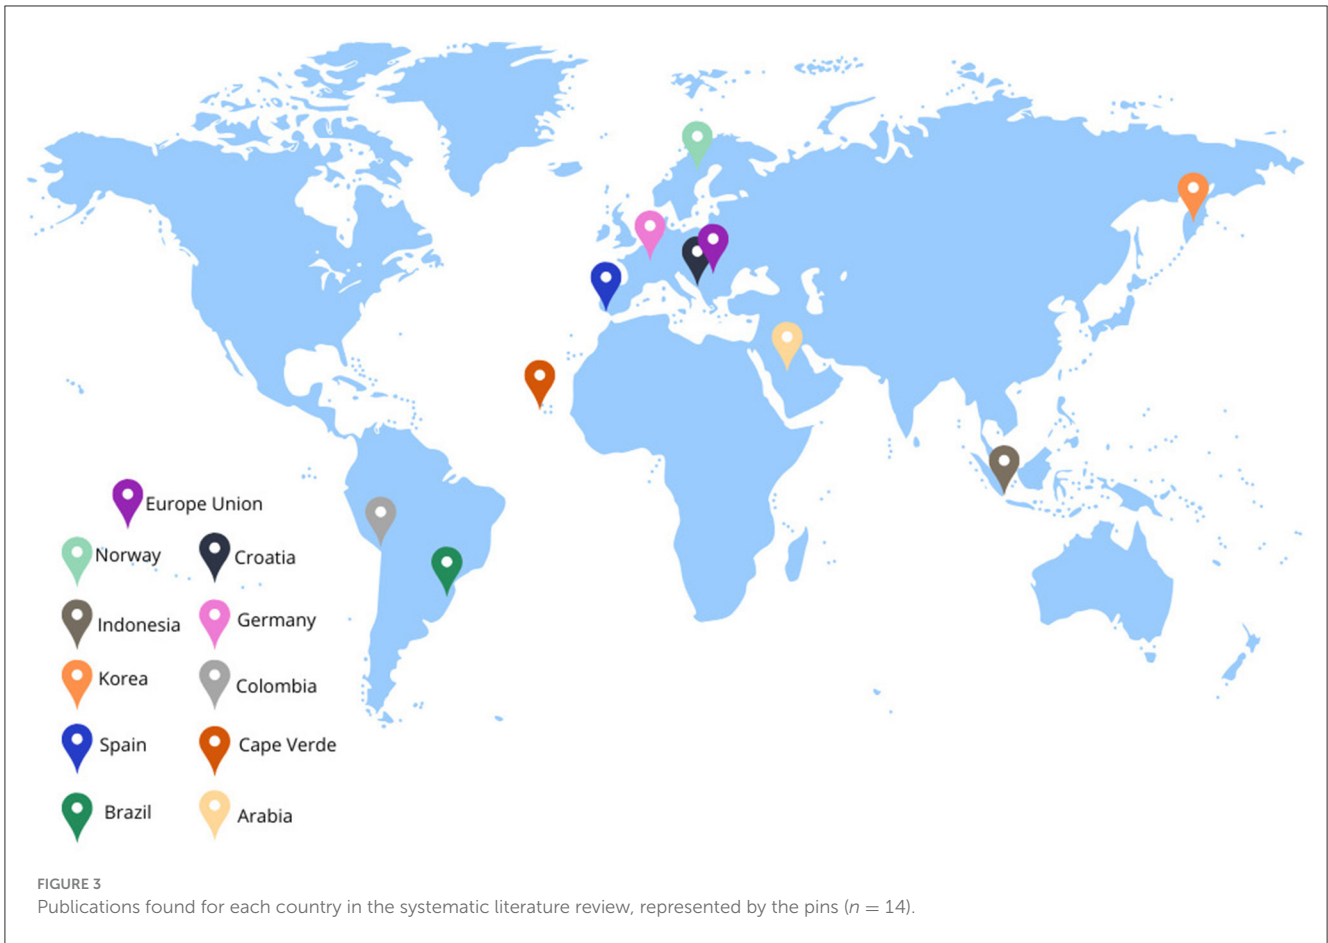 Europe Union
Norway
Croatia
Indonesia
Germany
Korea
Colombia
Spain
Cape Verde
Brazil
Arabia
FIGURE 3
Publications found for each country in the systematic literature review, represented by the pins (n = 14).